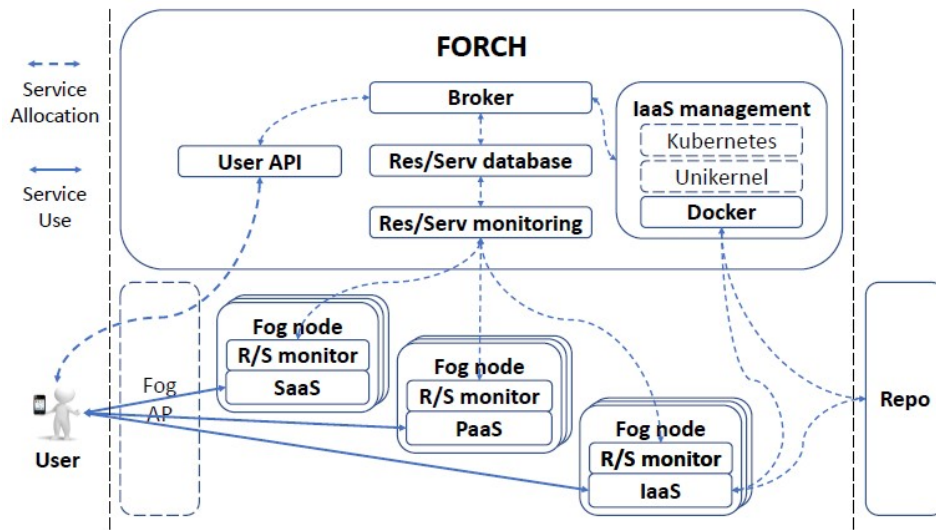 FORCH
Service
Allocation
Service
Use
Broker
User API
Res/Serv database
Res/Serv monitoring
IaaS management
Kubernetes
Unikernel
Docker
Fog node
R/S monitor
SaaS
Fog node
R/S monitor
PaaS
Fog node
R/S monitor
IaaS
Fog
AP
User
Repo